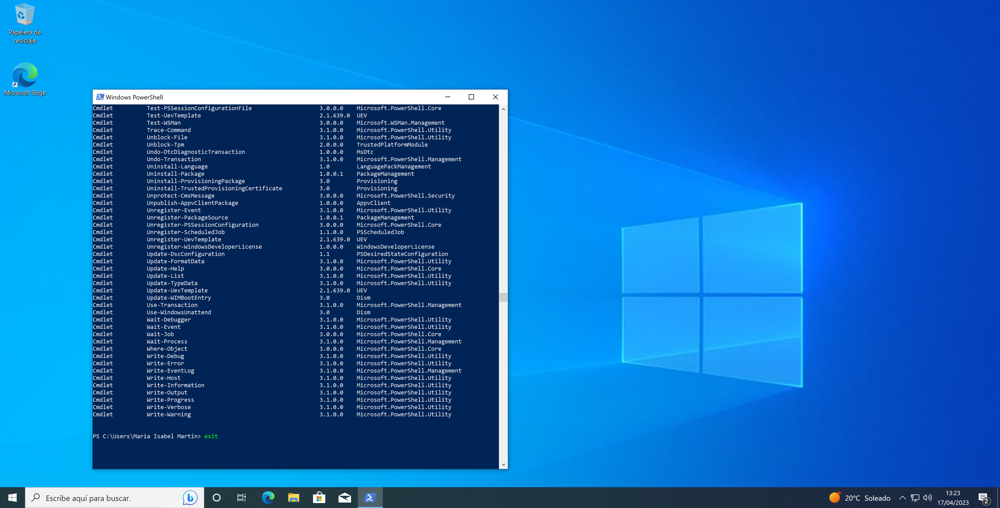 Papelera de
reciclaje
Microsoft Edge
Windows PowerShell
Cmdlet Test-PSSessionConfigurationFile 3.0.0.0 Microsoft.PowerShell.Core
Cmdlet Test-UevTemplate 2.1.639.0 UEV
Cmdlet Test-WSMan 3.0.0.0 Microsoft.WSMan.Management
Cmdlet Trace-Command 3.1.0.0 Microsoft.PowerShell.Utility
Cmdlet Unblock-File 3.1.0.0 Microsoft.PowerShell.Utility
Cmdlet Unblock-Tpm 2.0.0.0 TrustedPlatformModule
Cmdlet Undo-DtcDiagnosticTransaction 1.0.0.0 MsDtc
Cmdlet Undo-Transaction 3.1.0.0 Microsoft.PowerShell.Management
Cmdlet Uninstall-Language 1.0 LanguagePackManagement
Cmdlet Uninstall-Package 1.0.0.1 PackageManagement
Cmdlet Uninstall-ProvisioningPackage 3.0 Provisioning
Cmdlet Uninstall-TrustedProvisioningCertificate 3.0 Provisioning
Cmdlet Unprotect-CmsMessage 3.0.0.0 Microsoft.PowerShell.Security
Cmdlet Unpublish-AppvClientPackage 1.0.0.0 AppvClient
Cmdlet Unregister-Event 3.1.0.0 Microsoft.PowerShell.Utility
Cmdlet Unregister-PackageSource 1.0.0.1 PackageManagement
Cmdlet Unregister-PSSessionConfiguration 3.0.0.0 Microsoft.PowerShell.Core
Cmdlet Unregister-ScheduledJob 1.1.0.0 PSScheduledJob
Cmdlet Unregister-UevTemplate 2.1.639.0 UEV
Cmdlet Unregister-WindowsDeveloperLicense 1.0.0.0 WindowsDeveloperLicense
Cmdlet Update-DscConfiguration 1.1 PSDesiredStateConfiguration
Cmdlet Update-FormatData 3.1.0.0 Microsoft.PowerShell.Utility
Cmdlet Update-Help 3.0.0.0 Microsoft.PowerShell.Core
Cmdlet Update-List 3.1.0.0 Microsoft.PowerShell.Utility
Cmdlet Update-TypeData 3.1.0.0 Microsoft.PowerShell.Utility
Cmdlet Update-UevTemplate 2.1.639.0 UEV
Cmdlet Update-WIMBootEntry 3.0 Dism
Cmdlet Use-Transaction 3.1.0.0 Microsoft.PowerShell.Management
Cmdlet Use-WindowsUnattend 3.0 Dism
Cmdlet Wait-Debugger 3.1.0.0 Microsoft.PowerShell.Utility
Cmdlet Wait-Event 3.1.0.0 Microsoft.PowerShell.Utility
Cmdlet Wait-Job 3.0.0.0 Microsoft.PowerShell.Core
Cmdlet Wait-Process 3.1.0.0 Microsoft.PowerShell.Management
Cmdlet Where-Object 3.0.0.0 Microsoft.PowerShell.Core
Cmdlet Write-Debug 3.1.0.0 Microsoft.PowerShell.Utility
Cmdlet Write-Error 3.1.0.0 Microsoft.PowerShell.Utility
Cmdlet Write-EventLog 3.1.0.0 Microsoft.PowerShell.Management
Cmdlet Write-Host 3.1.0.0 Microsoft.PowerShell.Utility
Cmdlet Write-Information 3.1.0.0 Microsoft.PowerShell.Utility
Cmdlet Write-Output 3.1.0.0 Microsoft.PowerShell.Utility
Cmdlet Write-Progress 3.1.0.0 Microsoft.PowerShell.Utility
Cmdlet Write-Verbose 3.1.0.0 Microsoft.PowerShell.Utility
Cmdlet Write-Warning 3.1.0.0 Microsoft.PowerShell.Utility
PS C:\Users\Maria Isabel Martin> exit
Escribe aquí para buscar.
20°C Soleado
13:23
17/04/2023
2